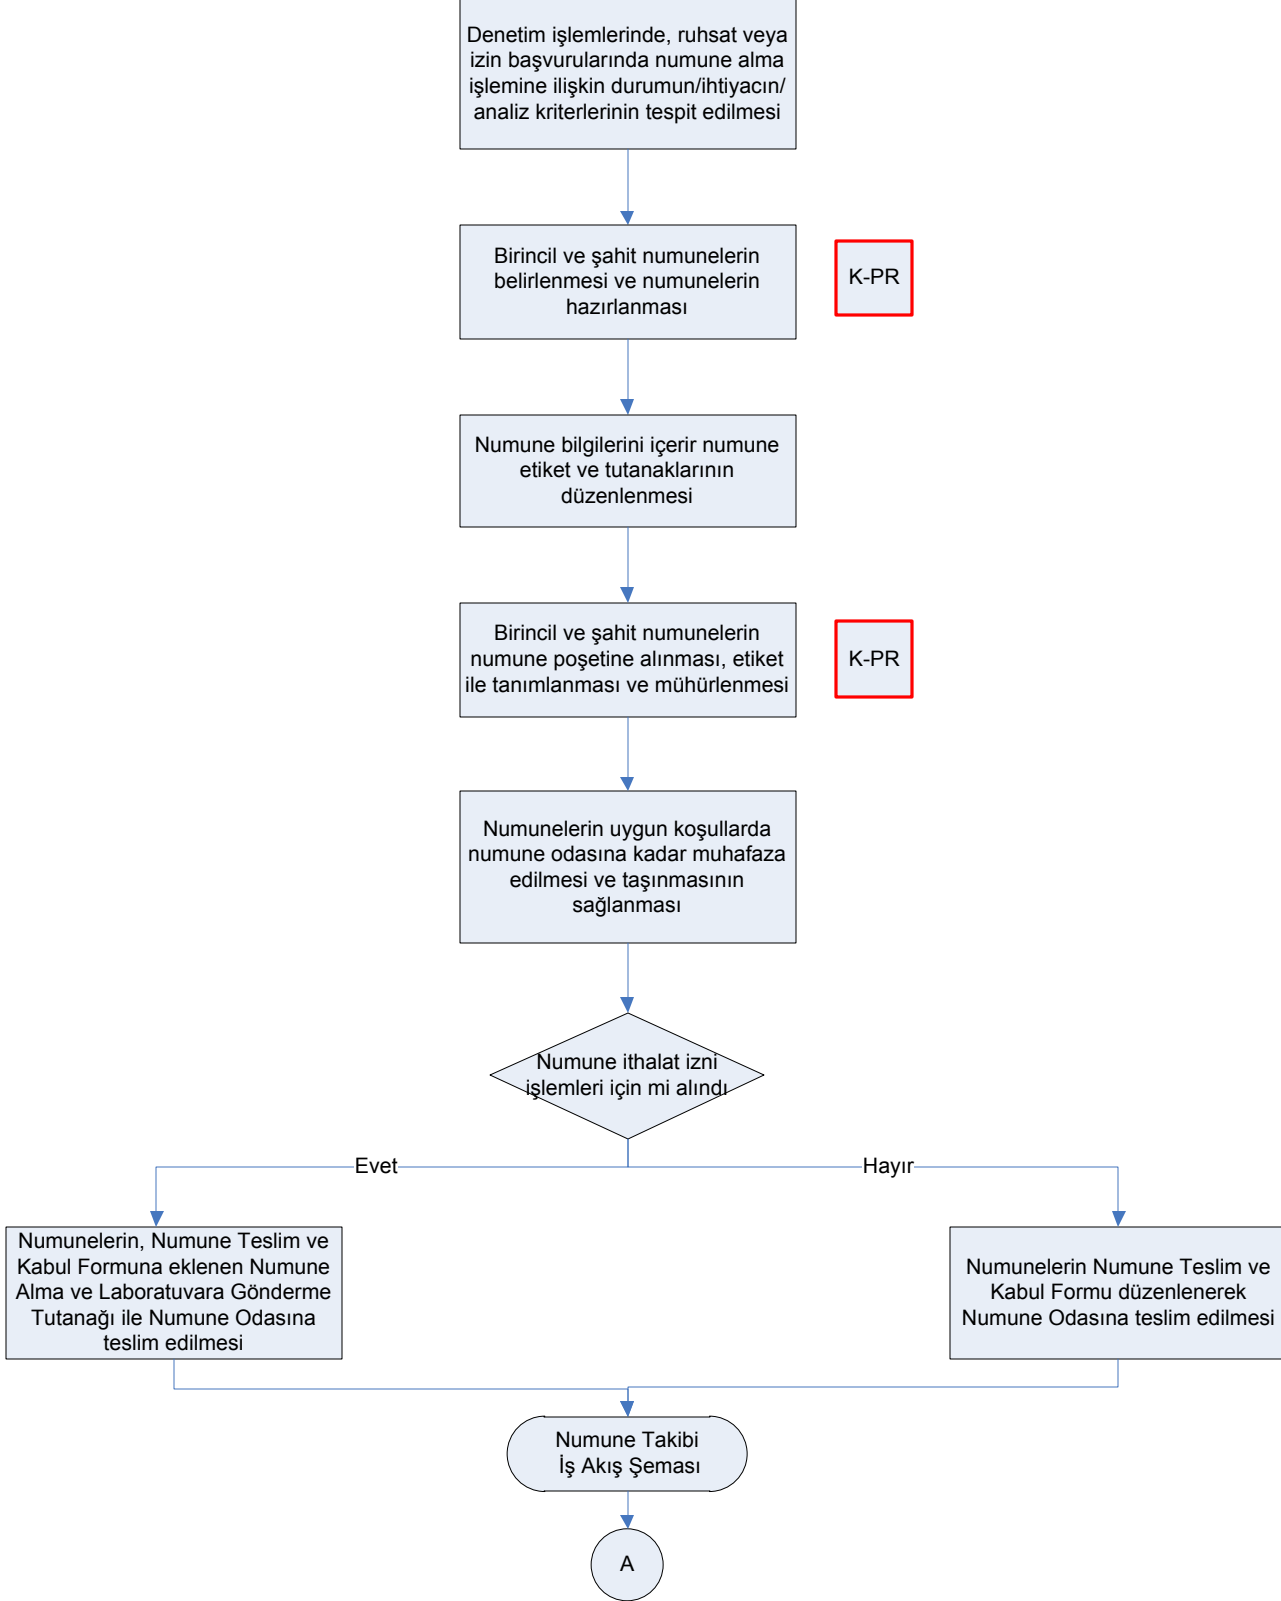 Denetim işlemlerinde, ruhsat veya
izin başvurularında numune alma
işlemine ilişkin durumun/ihtiyacın/
analiz kriterlerinin tespit edilmesi
Birincil ve şahit numunelerin
belirlenmesi ve numunelerin
hazırlanması
K-PR
Numune bilgilerini içerir numune
etiket ve tutanaklarının
düzenlenmesi
Birincil ve şahit numunelerin
numune poşetine alınması, etiket
ile tanımlanması ve mühürlenmesi
K-PR
Numunelerin uygun koşullarda
numune odasına kadar muhafaza
edilmesi ve taşınmasının
sağlanması
Numune ithalat izni
işlemleri için mi alındı
Evet
Hayır
Numunelerin, Numune Teslim ve
Kabul Formuna eklenen Numune
Alma ve Laboratuvara Gönderme
Tutanağı ile Numune Odasına
teslim edilmesi
Numunelerin Numune Teslim ve
Kabul Formu düzenlenerek
Numune Odasına teslim edilmesi
Numune Takibi
İş Akış Şeması
A